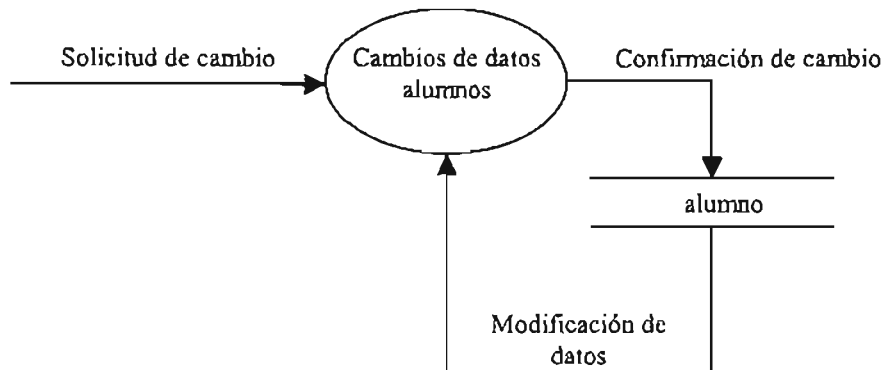 Solicitud de cambio
Cambios de datos
alumnos
Confirmación de cambio
alumno
Modificación de
datos